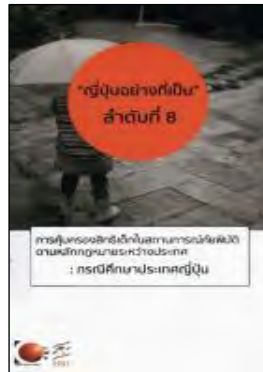 "ญี่ปุ่นอย่างที่เป็น"
ลำดับที่ 8
การคุ้มครองสิทธิเด็กในสถานการณ์ภัยพิบัติ
ตามหลักกฎหมายระหว่างประเทศ
: กรณีศึกษาประเทศญี่ปุ่น